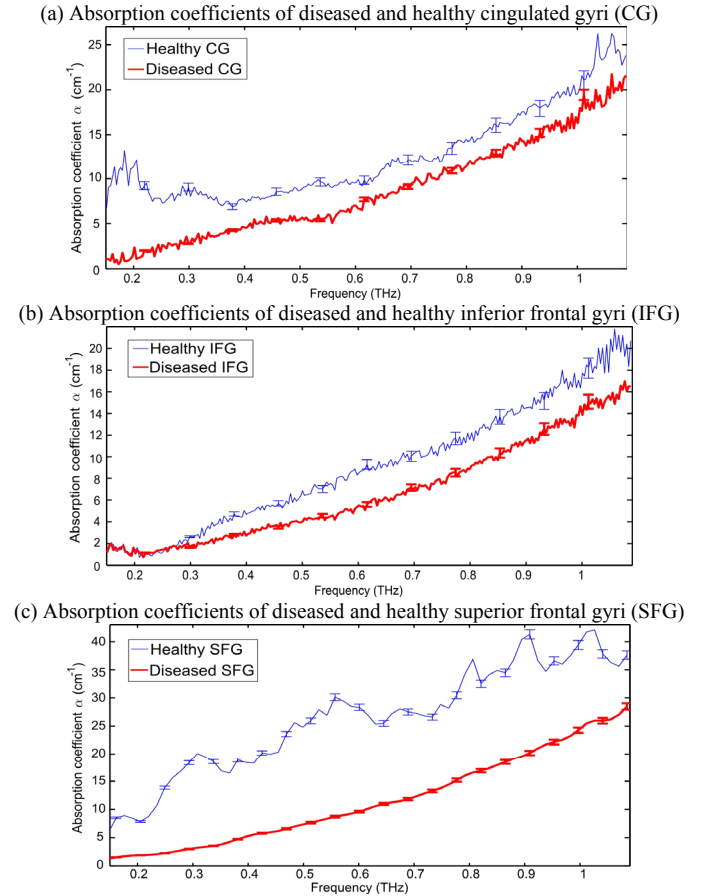 (a) Absorption coefficients of diseased and healthy cingulated gyri (CG)
Absorption coefficient α (cm⁻¹)
25
20
15
10
5
0
Healthy CG
Diseased CG
0.2 0.3 0.4 0.5 0.6 0.7 0.8 0.9 1
Frequency (THz)
(b) Absorption coefficients of diseased and healthy inferior frontal gyri (IFG)
Absorption coefficient α (cm⁻¹)
20
18
16
14
12
10
8
6
4
2
0
Healthy IFG
Diseased IFG
0.2 0.3 0.4 0.5 0.6 0.7 0.8 0.9 1
Frequency (THz)
(c) Absorption coefficients of diseased and healthy superior frontal gyri (SFG)
Absorption coefficient α (cm⁻¹)
40
35
30
25
20
15
10
5
0
Healthy SFG
Diseased SFG
0.2 0.3 0.4 0.5 0.6 0.7 0.8 0.9 1
Frequency (THz)